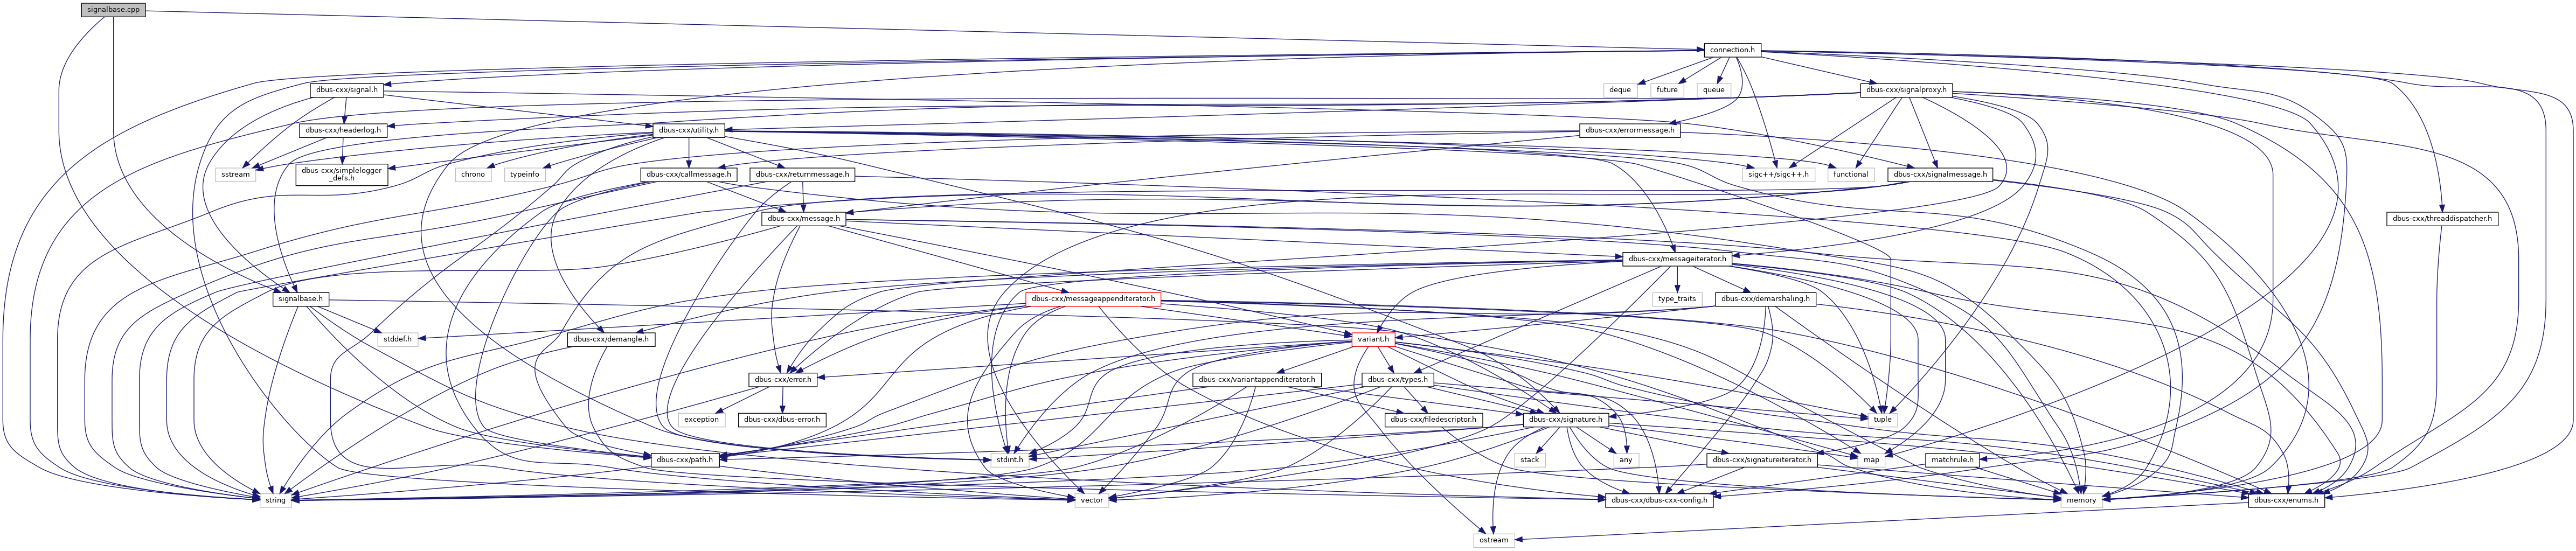 signalbase.cpp
connection.h
dbus-cxx/signal.h
deque
future
queue
dbus-cxx/signalproxy.h
dbus-cxx/headerlog.h
dbus-cxx/utility.h
dbus-cxx/errormessage.h
sstream
dbus-cxx/simplelogger
_defs.h
chrono
typeinfo
dbus-cxx/callmessage.h
dbus-cxx/returnmessage.h
sigc++/sigc++.h
functional
dbus-cxx/signalmessage.h
dbus-cxx/message.h
dbus-cxx/threaddispatcher.h
dbus-cxx/messageiterator.h
signalbase.h
dbus-cxx/messageappenditerator.h
type_traits
dbus-cxx/demarshaling.h
stddef.h
dbus-cxx/demangle.h
variant.h
dbus-cxx/error.h
dbus-cxx/variantappenditerator.h
dbus-cxx/types.h
exception
dbus-cxx/dbus-error.h
dbus-cxx/filedescriptor.h
dbus-cxx/signature.h
tuple
dbus-cxx/path.h
stdint.h
stack
any
dbus-cxx/signatureiterator.h
map
matchrule.h
string
vector
dbus-cxx/dbus-cxx-config.h
memory
dbus-cxx/enums.h
ostream